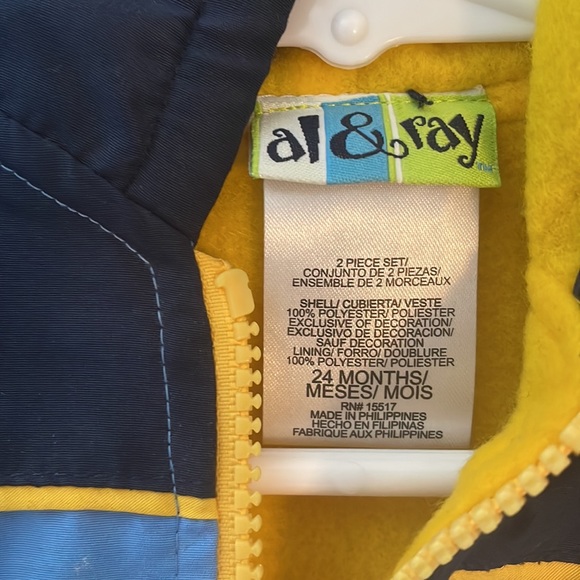 al & ray
2 PIECE SET/
CONJUNTO DE 2 PIEZAS/
ENSEMBLE DE 2 MORCEAUX
SHELL/ CUBIERTA/ VESTE
100% POLYESTER/ POLIESTER
EXCLUSIVE OF DECORATION/
EXCLUSIVO DE DECORACION/
SAUF DECORATION
LINING/ FORRO/ DOUBLURE
100% POLYESTER/ POLIESTER
24 MONTHS/
MESES/ MOIS
RN# 15517
MADE IN PHILIPPINES
HECHO EN FILIPINAS
FABRIQUE AUX PHILIPPINES